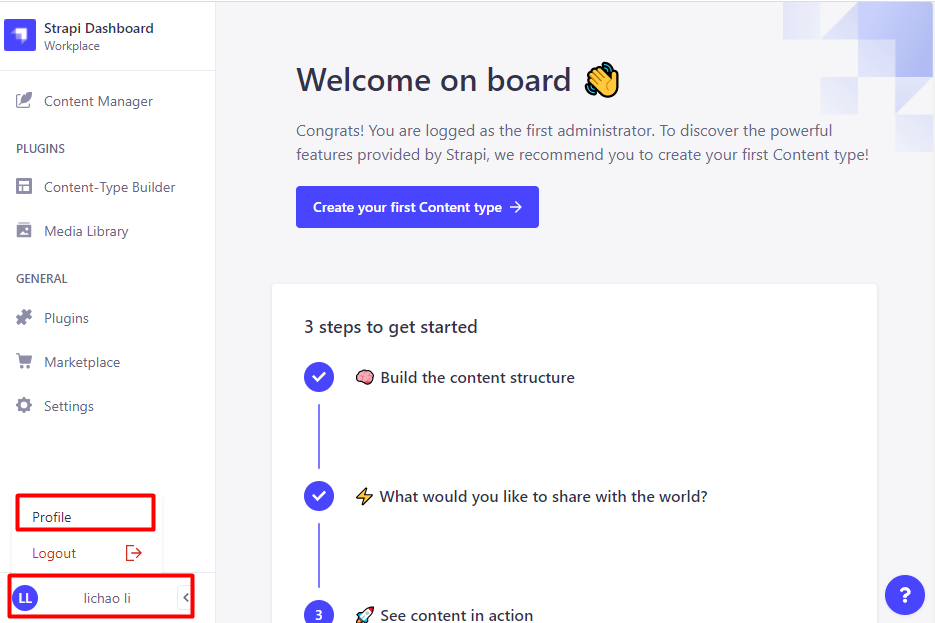 Strapi Dashboard
Workplace
Content Manager
PLUGINS
Content-Type Builder
Media Library
GENERAL
Plugins
Marketplace
Settings
Profile
Logout
LL
lichao li
Welcome on board
Congrats! You are logged as the first administrator. To discover the powerful
features provided by Strapi, we recommend you to create your first Content type!
Create your first Content type
3 steps to get started
Build the content structure
What would you like to share with the world?
3
See content in action
?